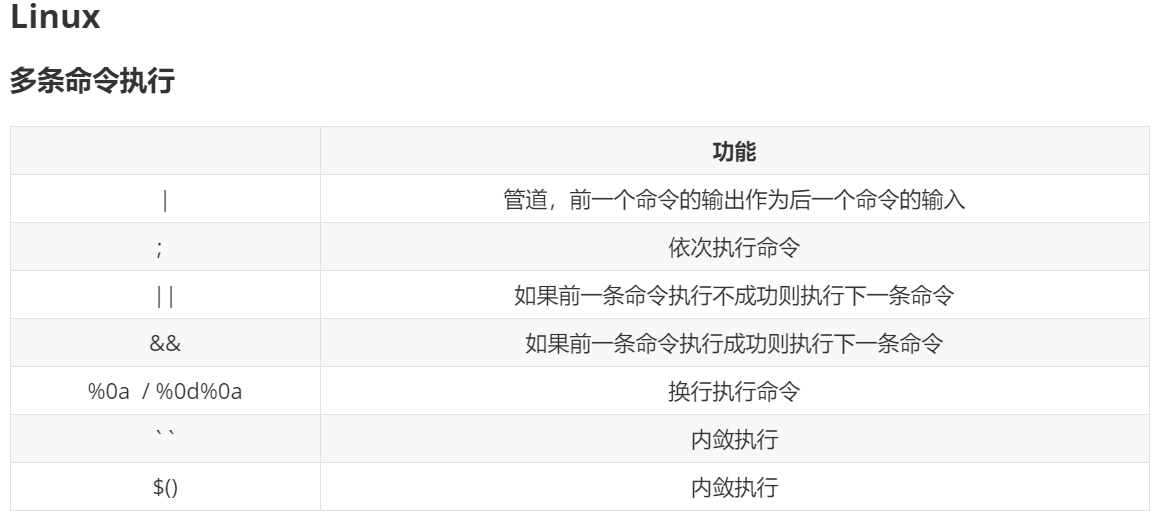 Linux
多条命令执行
功能
| 管道，前一个命令的输出作为后一个命令的输入
; 依次执行命令
|| 如果前一条命令执行不成功则执行下一条命令
&& 如果前一条命令执行成功则执行下一条命令
%0a / %0d%0a 换行执行命令
` ` 内敛执行
$() 内敛执行